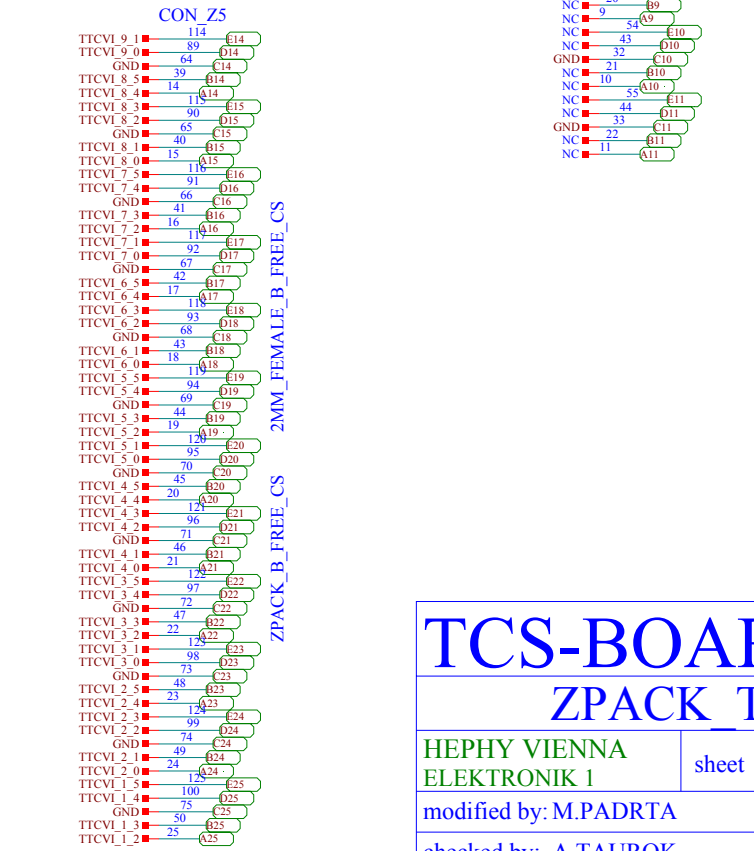 CON_Z5
TTCVI_9_1 114 E14
TTCVI_9_0 89 D14
GND 64 C14
TTCVI_8_5 39 B14
TTCVI_8_4 14 A14
TTCVI_8_3 115 E15
TTCVI_8_2 90 D15
GND 65 C15
TTCVI_8_1 40 B15
TTCVI_8_0 15 A15
TTCVI_7_5 116 E16
TTCVI_7_4 91 D16
GND 66 C16
TTCVI_7_3 41 B16
TTCVI_7_2 16 A16
TTCVI_7_1 117 E17
TTCVI_7_0 92 D17
GND 67 C17
TTCVI_6_5 42 B17
TTCVI_6_4 17 A17
TTCVI_6_3 118 E18
TTCVI_6_2 93 D18
GND 68 C18
TTCVI_6_1 43 B18
TTCVI_6_0 18 A18
TTCVI_5_5 119 E19
TTCVI_5_4 94 D19
GND 69 C19
TTCVI_5_3 44 B19
TTCVI_5_2 19 A19
TTCVI_5_1 120 E20
TTCVI_5_0 95 D20
GND 70 C20
TTCVI_4_5 45 B20
TTCVI_4_4 20 A20
TTCVI_4_3 121 E21
TTCVI_4_2 96 D21
GND 71 C21
TTCVI_4_1 46 B21
TTCVI_4_0 21 A21
TTCVI_3_5 122 E22
TTCVI_3_4 97 D22
GND 72 C22
TTCVI_3_3 47 B22
TTCVI_3_2 22 A22
TTCVI_3_1 123 E23
TTCVI_3_0 98 D23
GND 73 C23
TTCVI_2_5 48 B23
TTCVI_2_4 23 A23
TTCVI_2_3 124 E24
TTCVI_2_2 99 D24
GND 74 C24
TTCVI_2_1 49 B24
TTCVI_2_0 24 A24
TTCVI_1_5 125 E25
TTCVI_1_4 100 D25
GND 75 C25
TTCVI_1_3 50 B25
TTCVI_1_2 25 A25
2MM_FEMALE_B_FREE_CS
ZPACK_B_FREE_CS
NC B9
NC 9 A9
NC 54 E10
NC 43 D10
GND 32 C10
NC 21 B10
NC 10 A10
NC 55 E11
NC 44 D11
GND 33 C11
NC 22 B11
NC 11 A11
TCS-BOA
ZPACK_T
HEPHY VIENNA
ELEKTRONIK 1
sheet
modified by: M.PADRTA
checked by: A.TAUROK